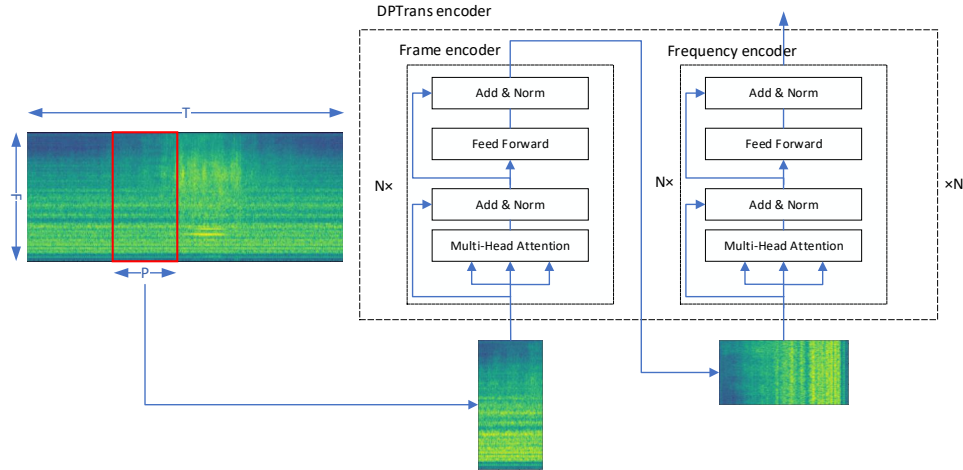 DPTrans encoder
Frame encoder
Frequency encoder
T
Add & Norm
Add & Norm
Feed Forward
Feed Forward
F
N×
N×
×N
Add & Norm
Add & Norm
Multi-Head Attention
Multi-Head Attention
P